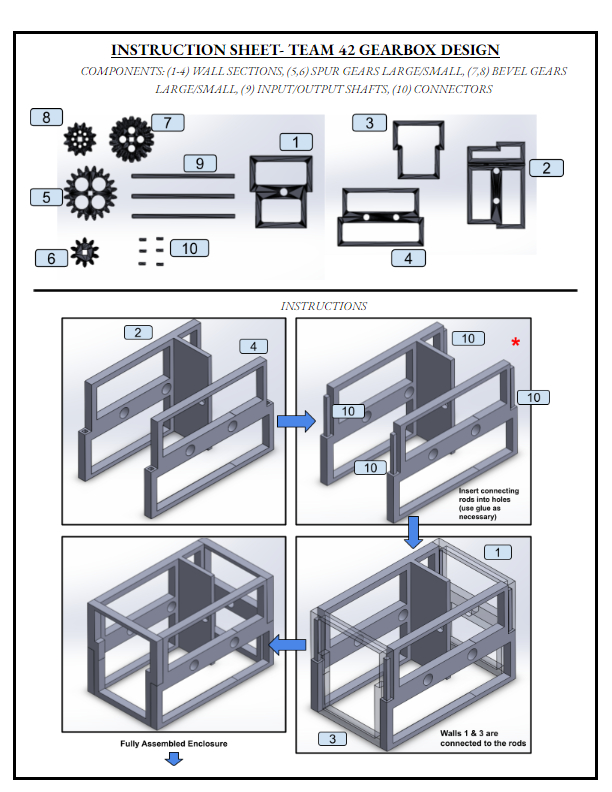 INSTRUCTION SHEET- TEAM 42 GEARBOX DESIGN
COMPONENTS: (1-4) WALL SECTIONS, (5,6) SPUR GEARS LARGE/SMALL, (7,8) BEVEL GEARS
LARGE/SMALL, (9) INPUT/OUTPUT SHAFTS, (10) CONNECTORS
8
7
3
1
9
2
5
10
6
4
INSTRUCTIONS
2
4
10
*
10
10
10
Insert connecting
rods into holes
(use glue as
necessary)
1
Walls 1 & 3 are
connected to the rods
3
Fully Assembled Enclosure